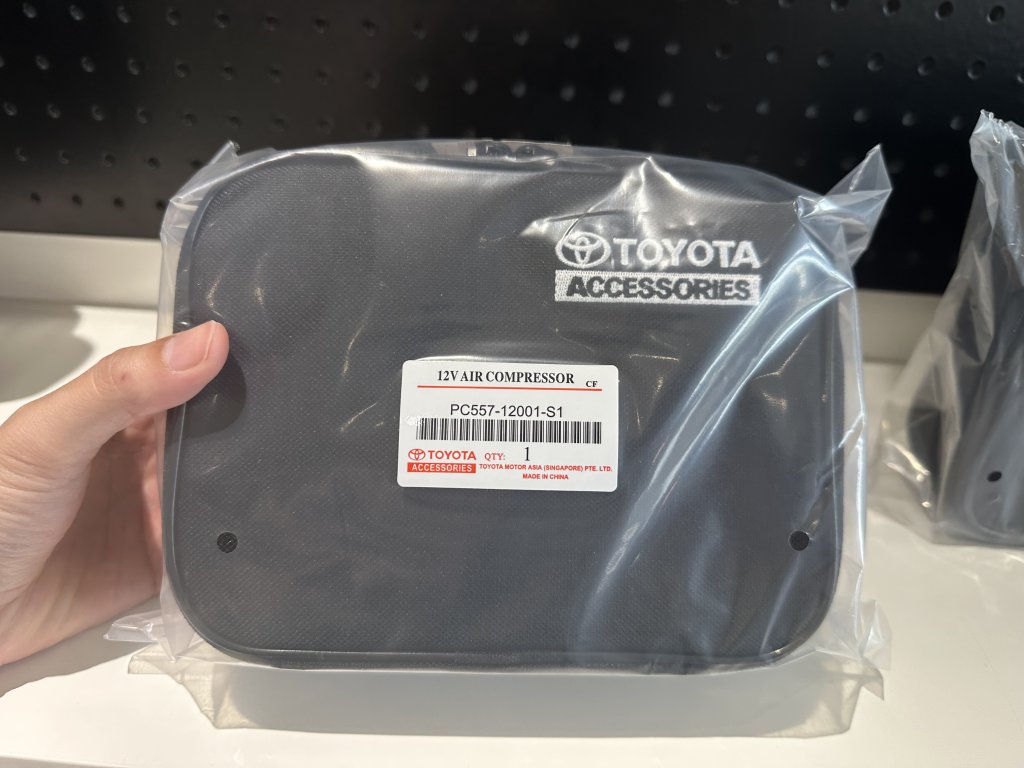 TOYOTA
ACCESSORIES
12V AIR COMPRESSOR CF
PC557-12001-S1
TOYOTA
ACCESSORIES
QTY: 1
TOYOTA MOTOR ASIA (SINGAPORE) PTE. LTD.
MADE IN CHINA